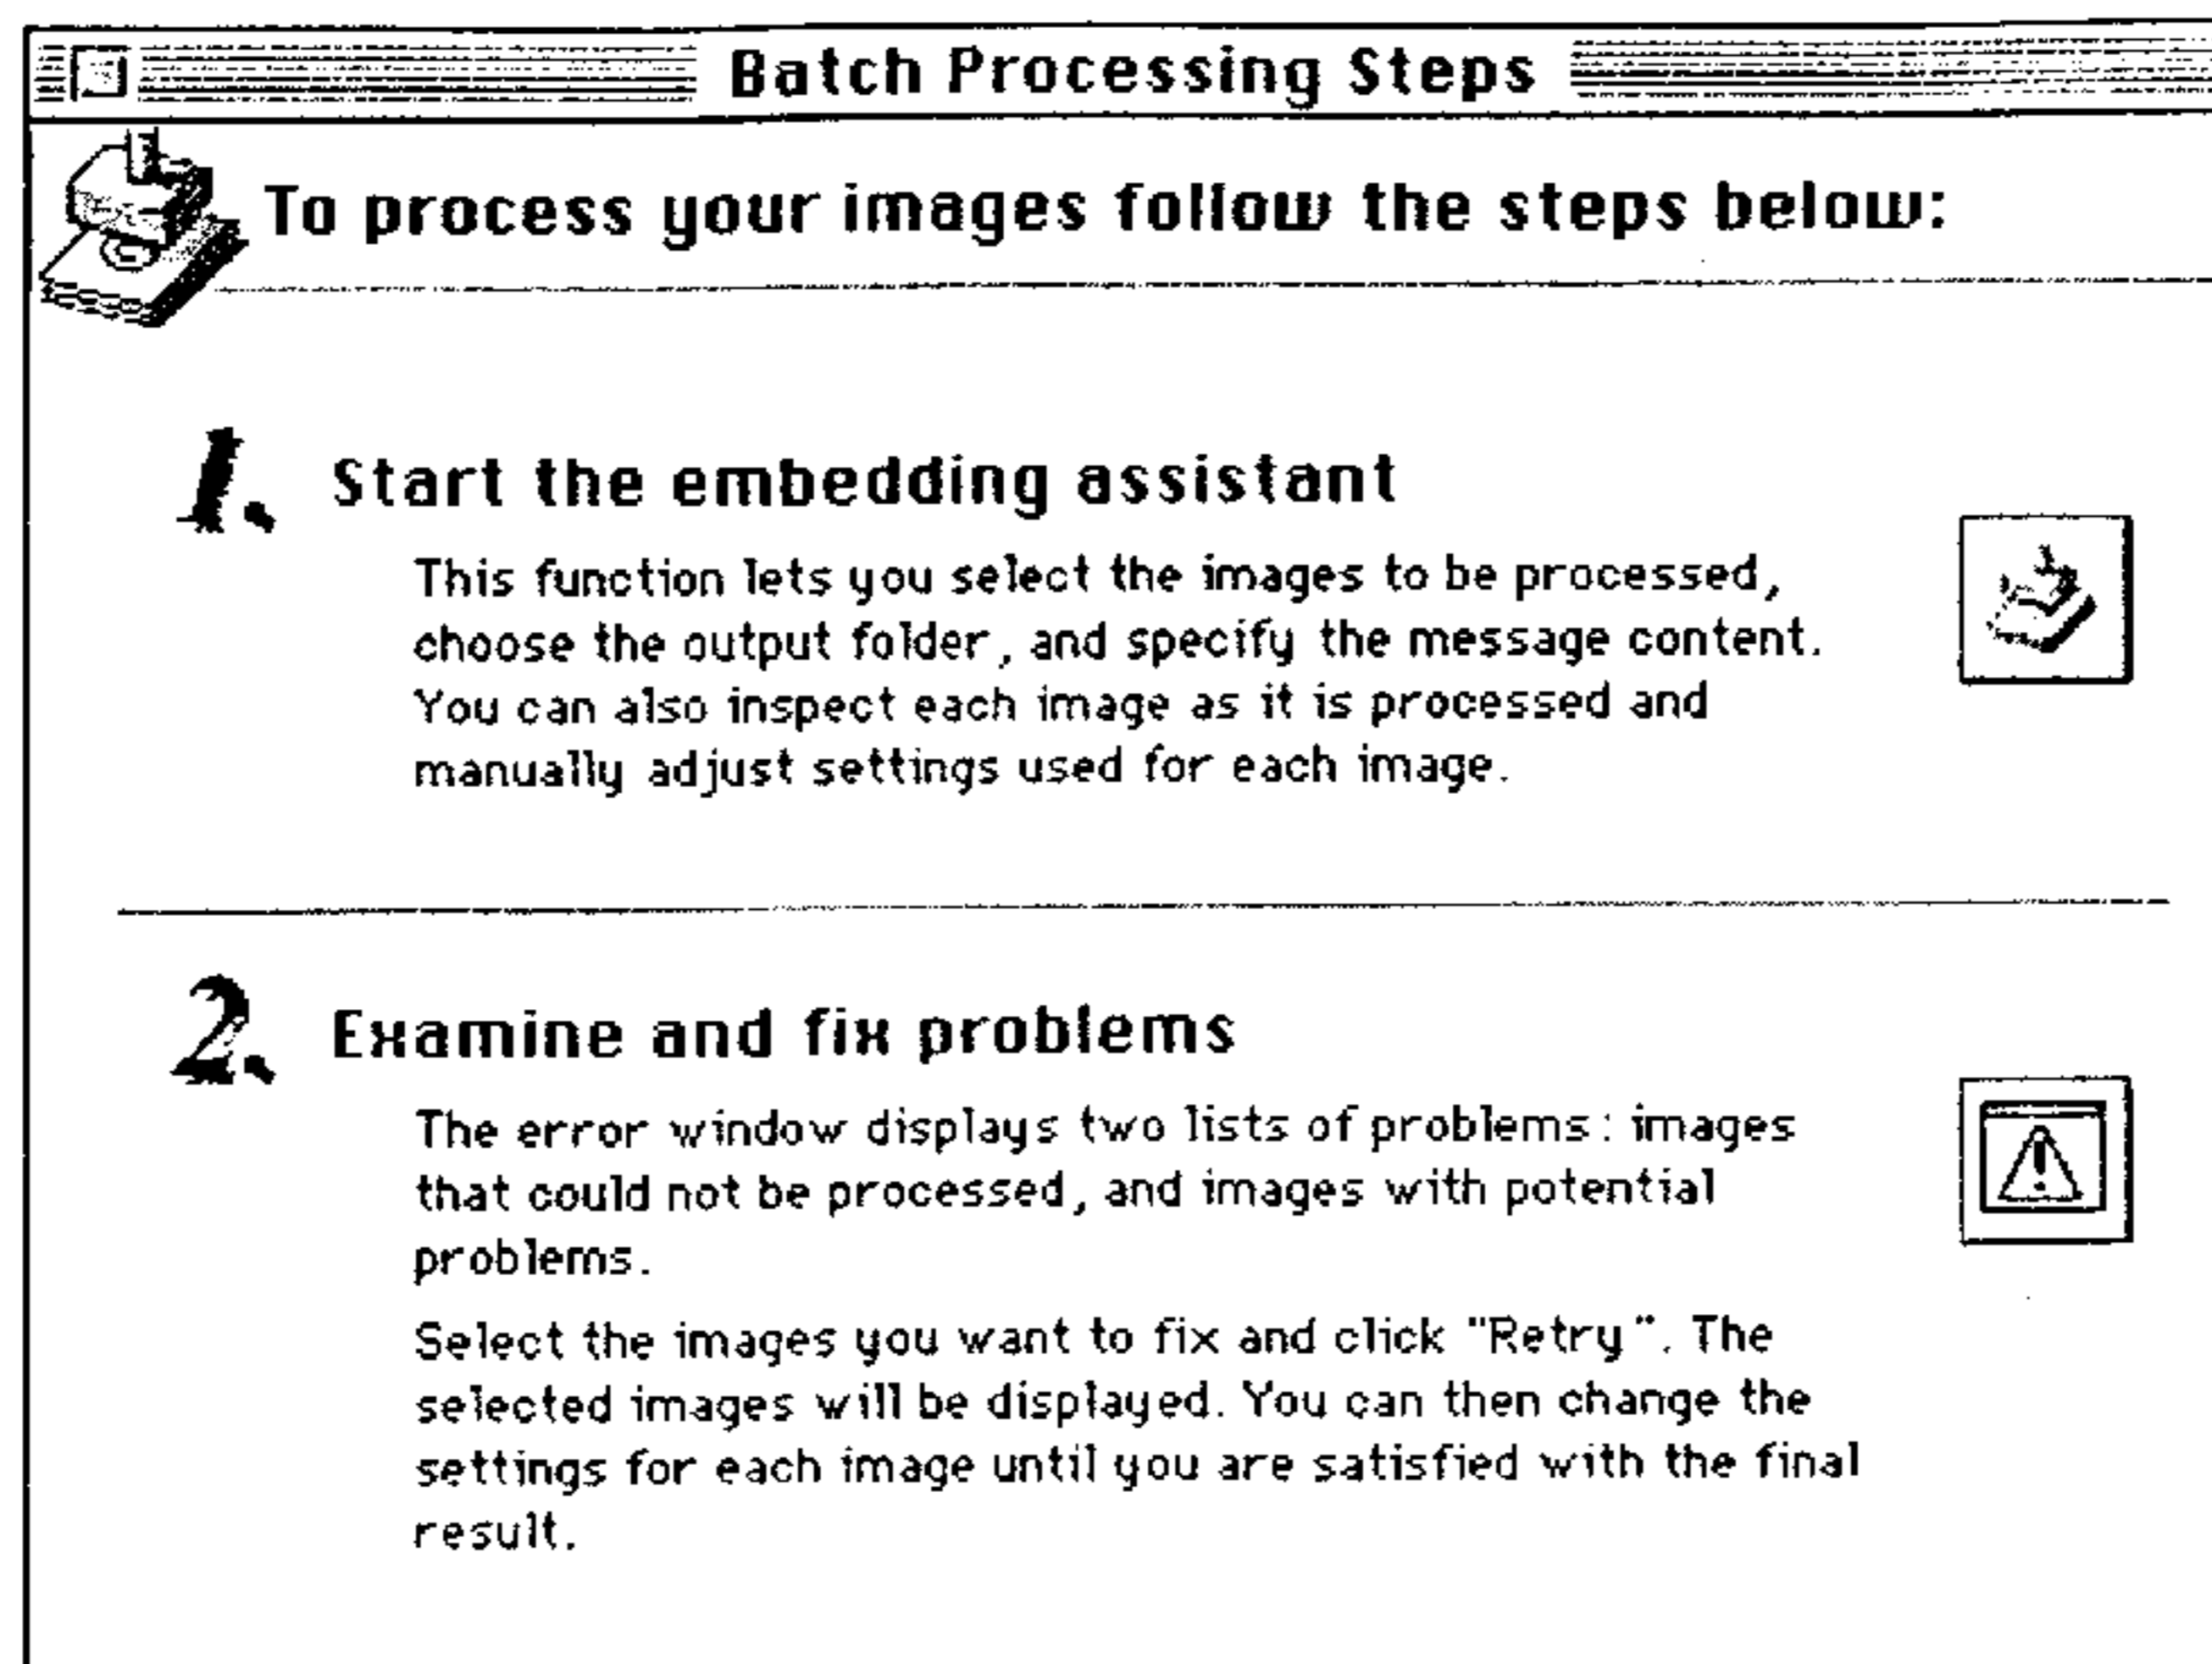 Batch Processing Steps
To process your images follow the steps below:
1. Start the embedding assistant
This function lets you select the images to be processed,
choose the output folder, and specify the message content.
You can also inspect each image as it is processed and
manually adjust settings used for each image.
2. Examine and fix problems
The error window displays two lists of problems: images
that could not be processed, and images with potential
problems.
Select the images you want to fix and click "Retry". The
selected images will be displayed. You can then change the
settings for each image until you are satisfied with the final
result.